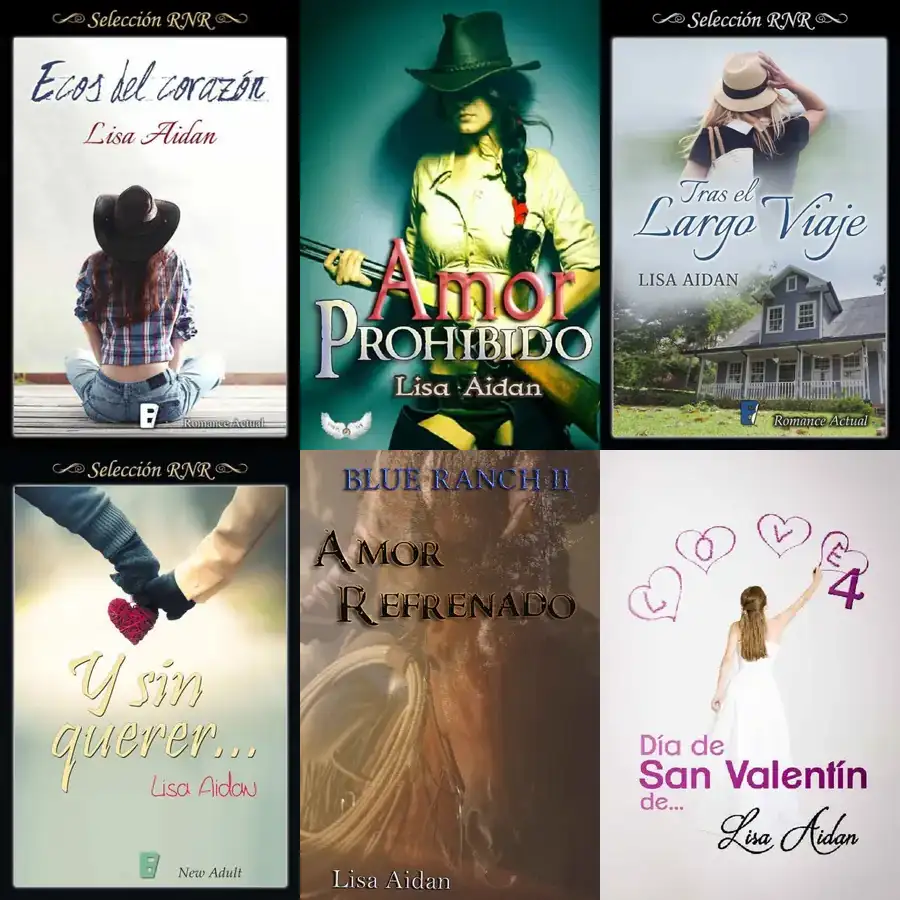 Selección RNR
Ecos del corazón
Lisa Aidan
B
Romance Actual
Amor
PROHIBIDO
Lisa Aidan
Selección RNR
Tras el
Largo Viaje
LISA AIDAN
B
Romance Actual
Selección RNR
Y sin
querer...
Lisa Aidan
B
New Adult
BLUE RANCH II
AMOR
REFRENADO
Lisa Aidan
L O V E
4
Día de
San Valentín
de...
Lisa Aidan